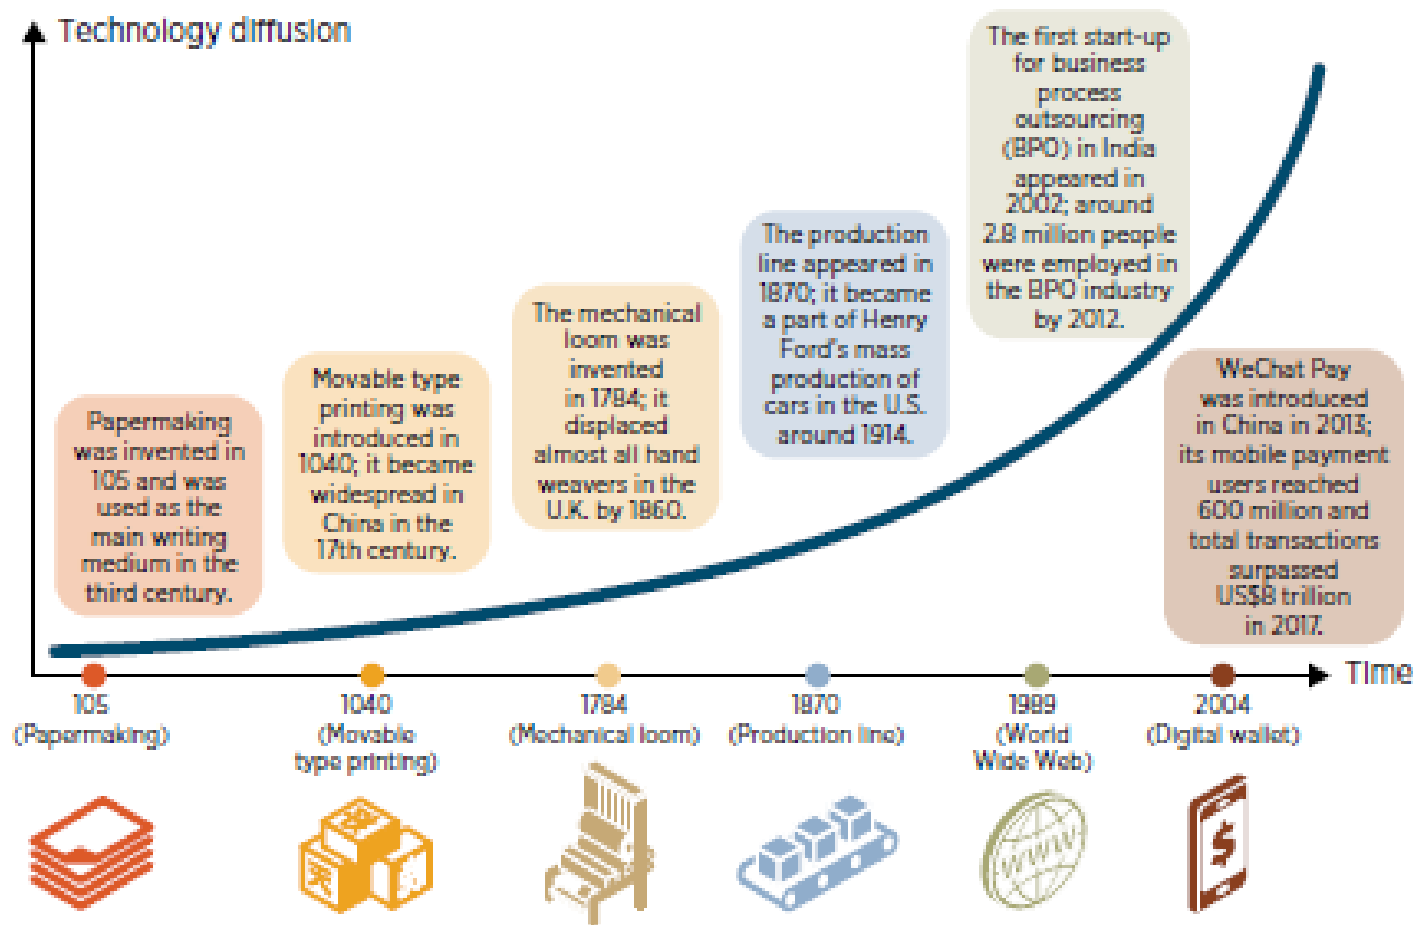 Technology diffusion
Papermaking
was invented in
105 and was
used as the
main writing
medium in the
third century.
Movable type
printing was
introduced in
1040; it became
widespread in
China in the
17th century.
The mechanical
loom was
invented
in 1784; it
displaced
almost all hand
weavers in the
U.K. by 1860.
The production
line appeared in
1870; it became
a part of Henry
Ford's mass
production of
cars in the U.S.
around 1914.
The first start-up
for business
process
outsourcing
(BPO) in India
appeared in
2002; around
2.8 million people
were employed in
the BPO industry
by 2012.
WeChat Pay
was introduced
in China in 2013;
its mobile payment
users reached
600 million and
total transactions
surpassed
US$8 trillion
in 2017.
Time
105
(Papermaking)
1040
(Movable
type printing)
1784
(Mechanical loom)
1870
(Production line)
1989
(World
Wide Web)
2004
(Digital wallet)
www
$